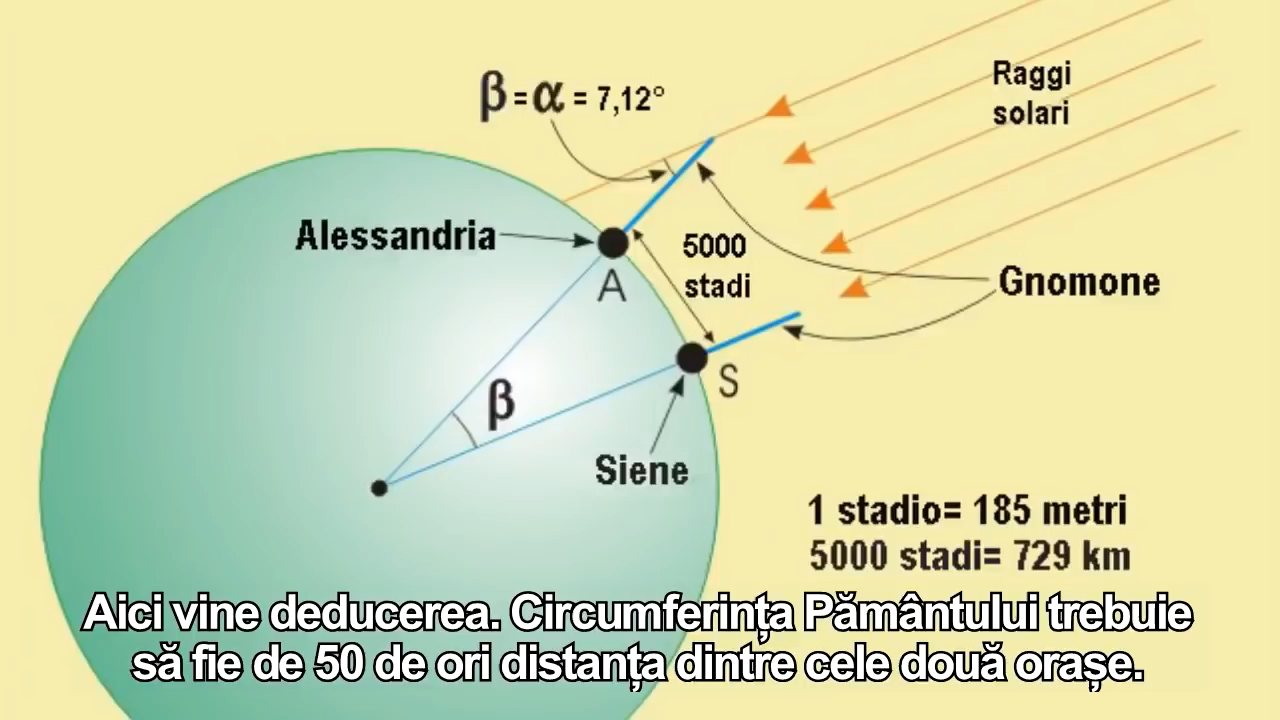 β = α = 7,12°
Raggi
solari
Alessandria
A
5000
stadi
Gnomone
β
S
Siene
1 stadio= 185 metri
5000 stadi= 729 km
Aici vine deducerea. Circumferința Pământului trebuie
să fie de 50 de ori distanța dintre cele două orașe.